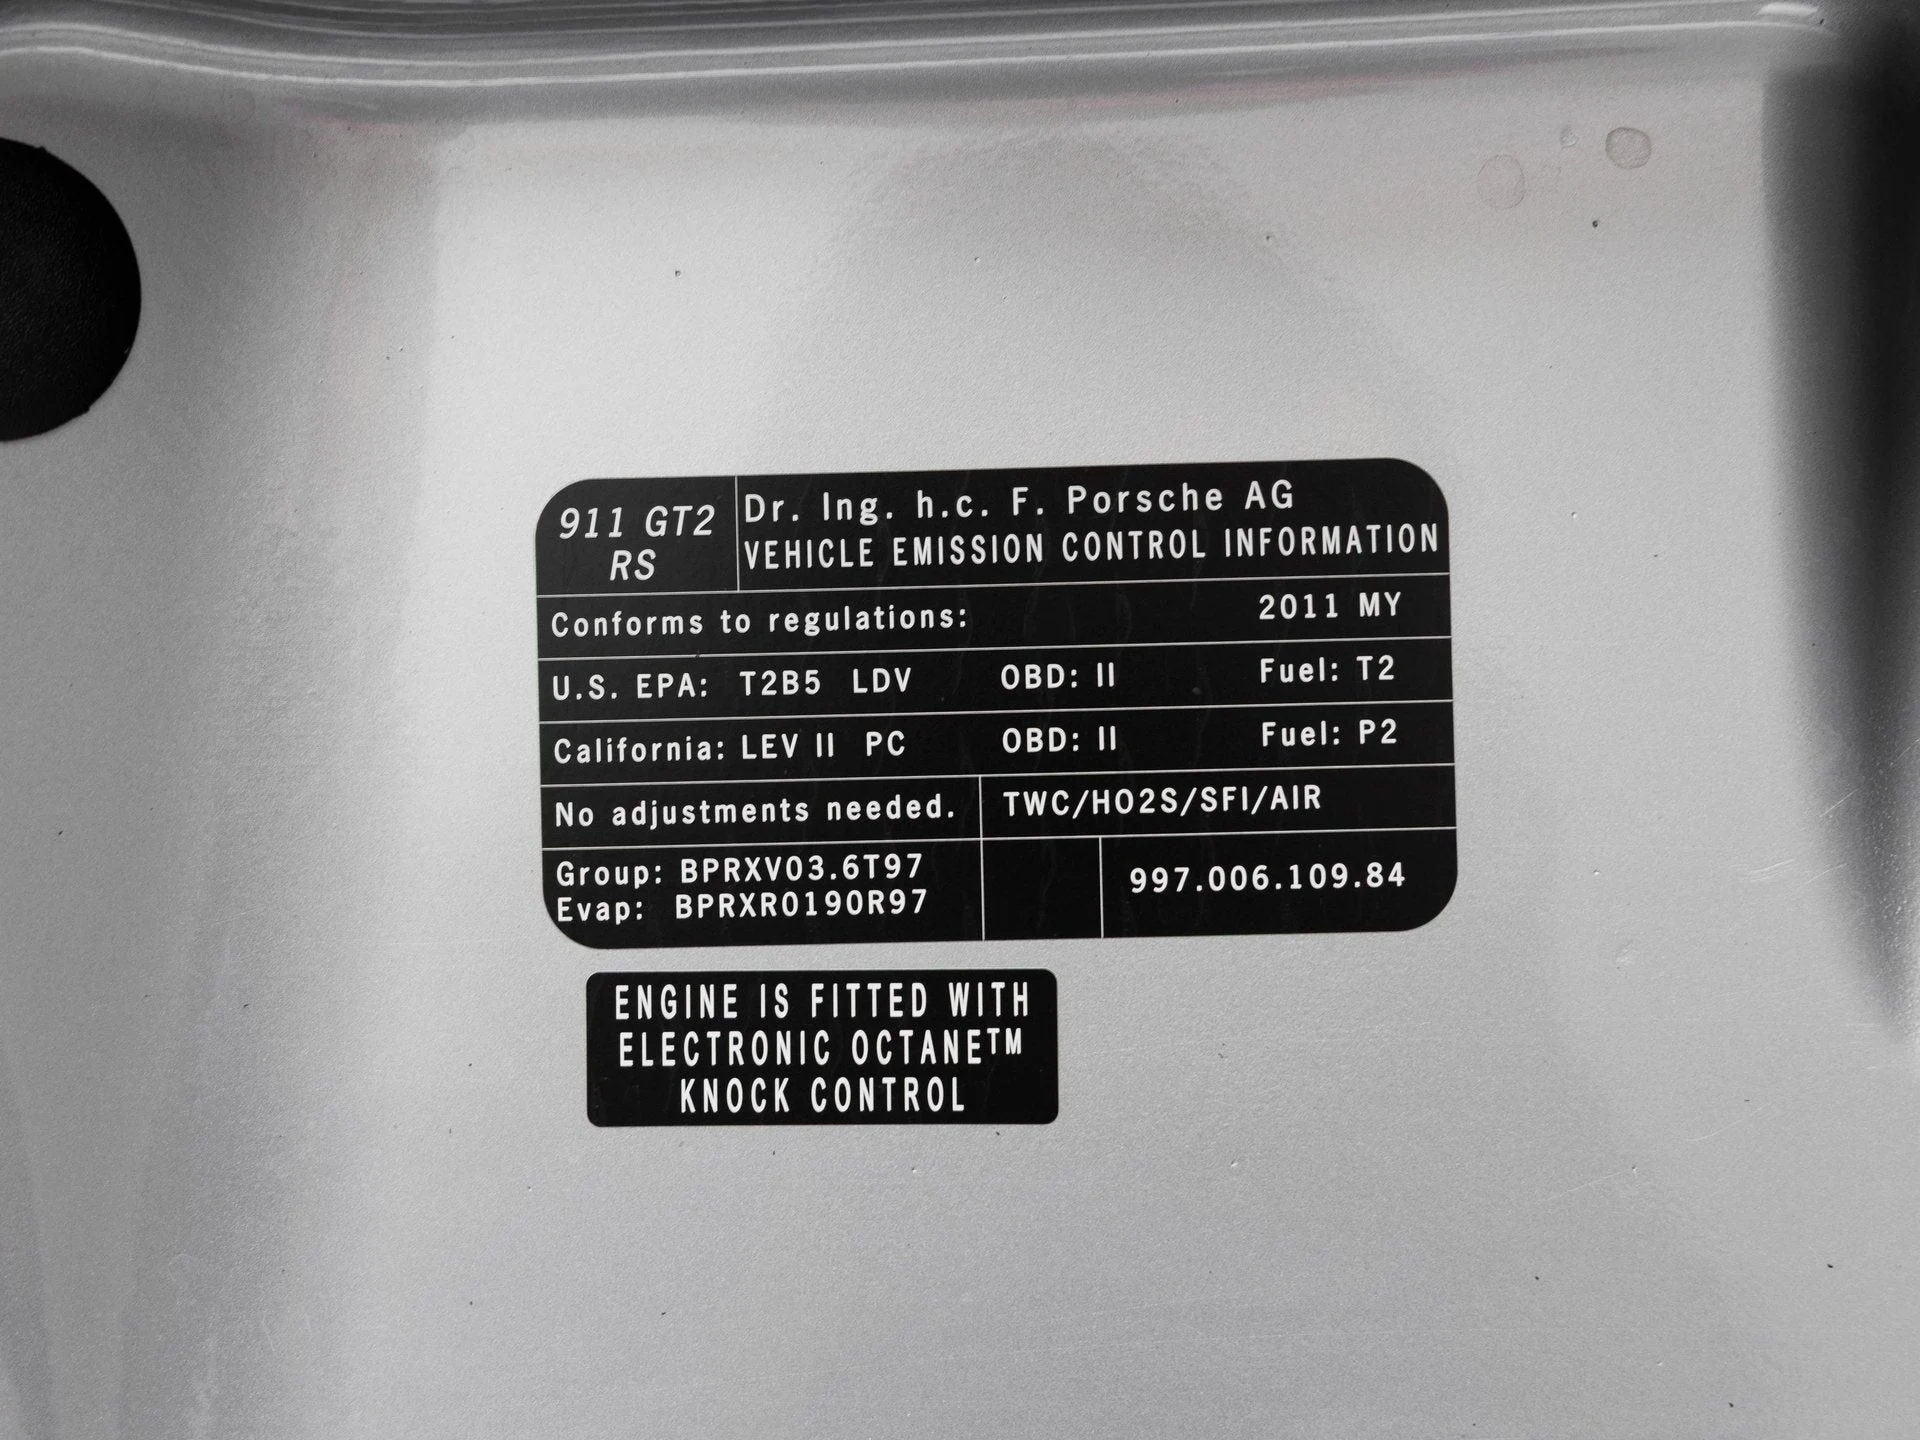 911 GT2
RS
Dr. Ing. h.c. F. Porsche AG
VEHICLE EMISSION CONTROL INFORMATION
Conforms to regulations: 2011 MY
U.S. EPA: T2B5 LDV OBD: II Fuel: T2
California: LEV II PC OBD: II Fuel: P2
No adjustments needed. TWC/HO2S/SFI/AIR
Group: BPRXV03.6T97
Evap: BPRXR0190R97
997.006.109.84
ENGINE IS FITTED WITH
ELECTRONIC OCTANE™
KNOCK CONTROL